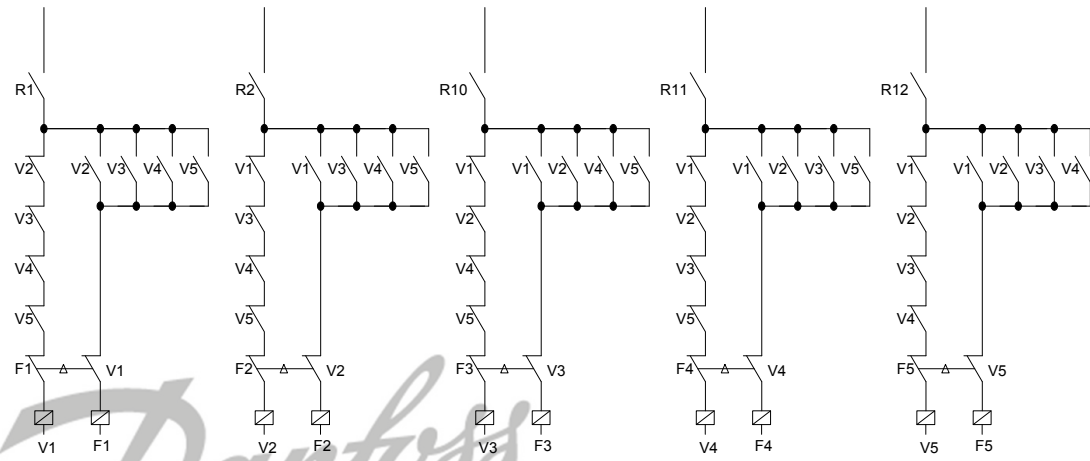 R1 R2 R10 R11 R12
V2 V2 V3 V4 V5 V1 V1 V3 V4 V5 V1 V1 V2 V4 V5 V1 V1 V2 V3 V5 V1 V1 V2 V3 V4
V3 V3 V2 V2 V2
V4 V4 V4 V3 V3
V5 V5 V5 V5 V4
F1 V1 F2 V2 F3 V3 F4 V4 F5 V5
V1 F1 V2 F2 V3 F3 V4 F4 V5 F5
Danfoss